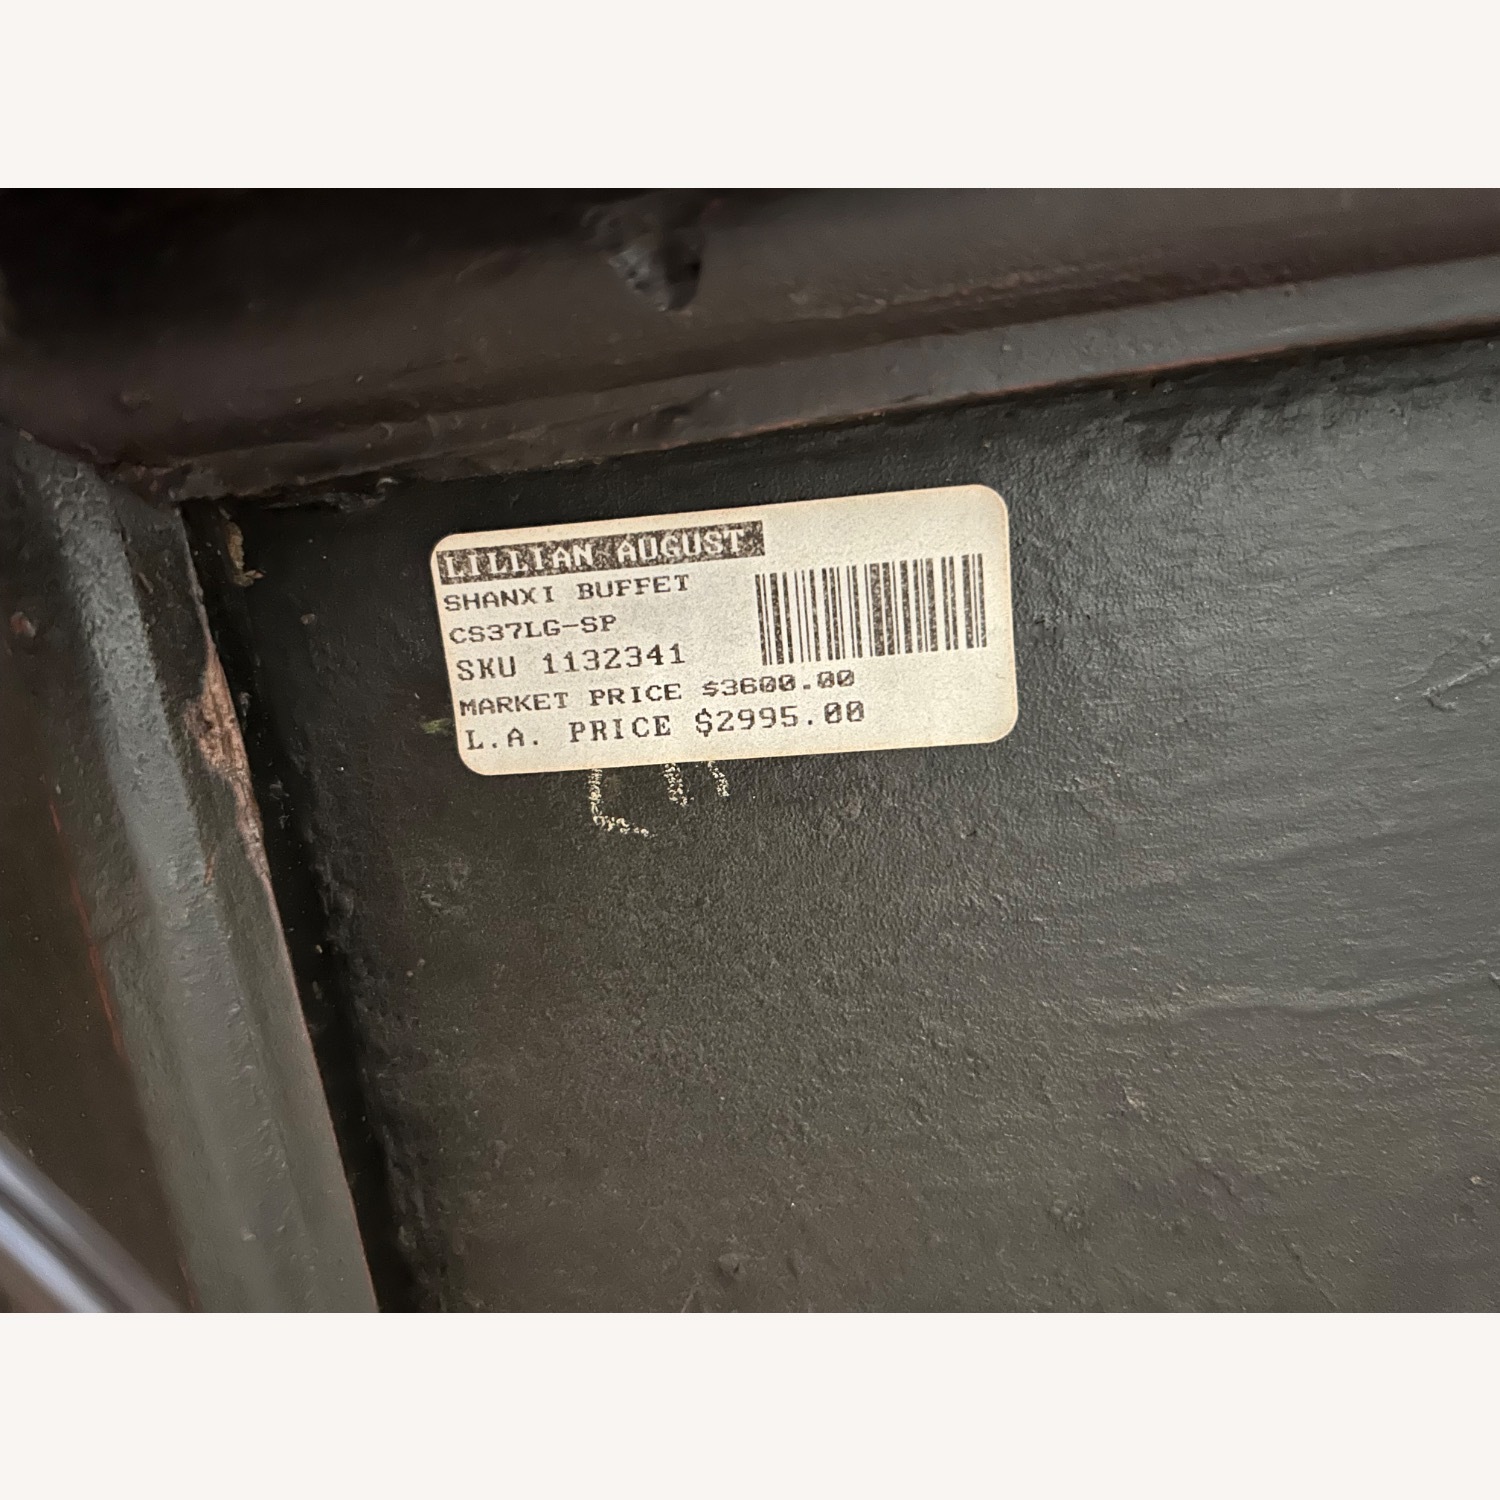 LILLIAN AUGUST
SHANXI BUFFET
CS37LG-SP
SKU 1132341
MARKET PRICE $3600.00
L.A. PRICE $2995.00